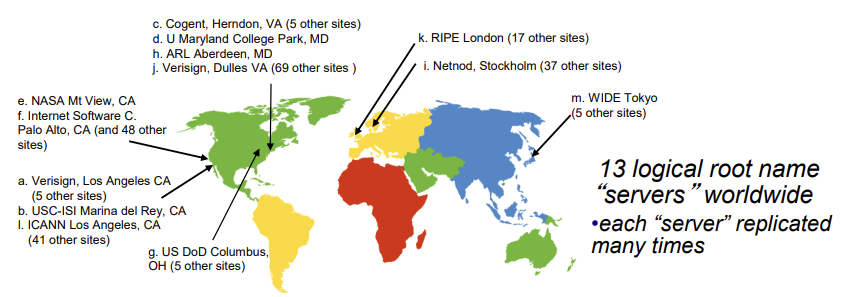 c. Cogent, Herndon, VA (5 other sites)
d. U Maryland College Park, MD
h. ARL Aberdeen, MD
j. Verisign, Dulles VA (69 other sites )
k. RIPE London (17 other sites)
i. Netnod, Stockholm (37 other sites)
m. WIDE Tokyo
(5 other sites)
e. NASA Mt View, CA
f. Internet Software C.
Palo Alto, CA (and 48 other
sites)
a. Verisign, Los Angeles CA
(5 other sites)
b. USC-ISI Marina del Rey, CA
l. ICANN Los Angeles, CA
(41 other sites)
g. US DoD Columbus,
OH (5 other sites)
13 logical root name
“servers” worldwide
•each “server” replicated
many times